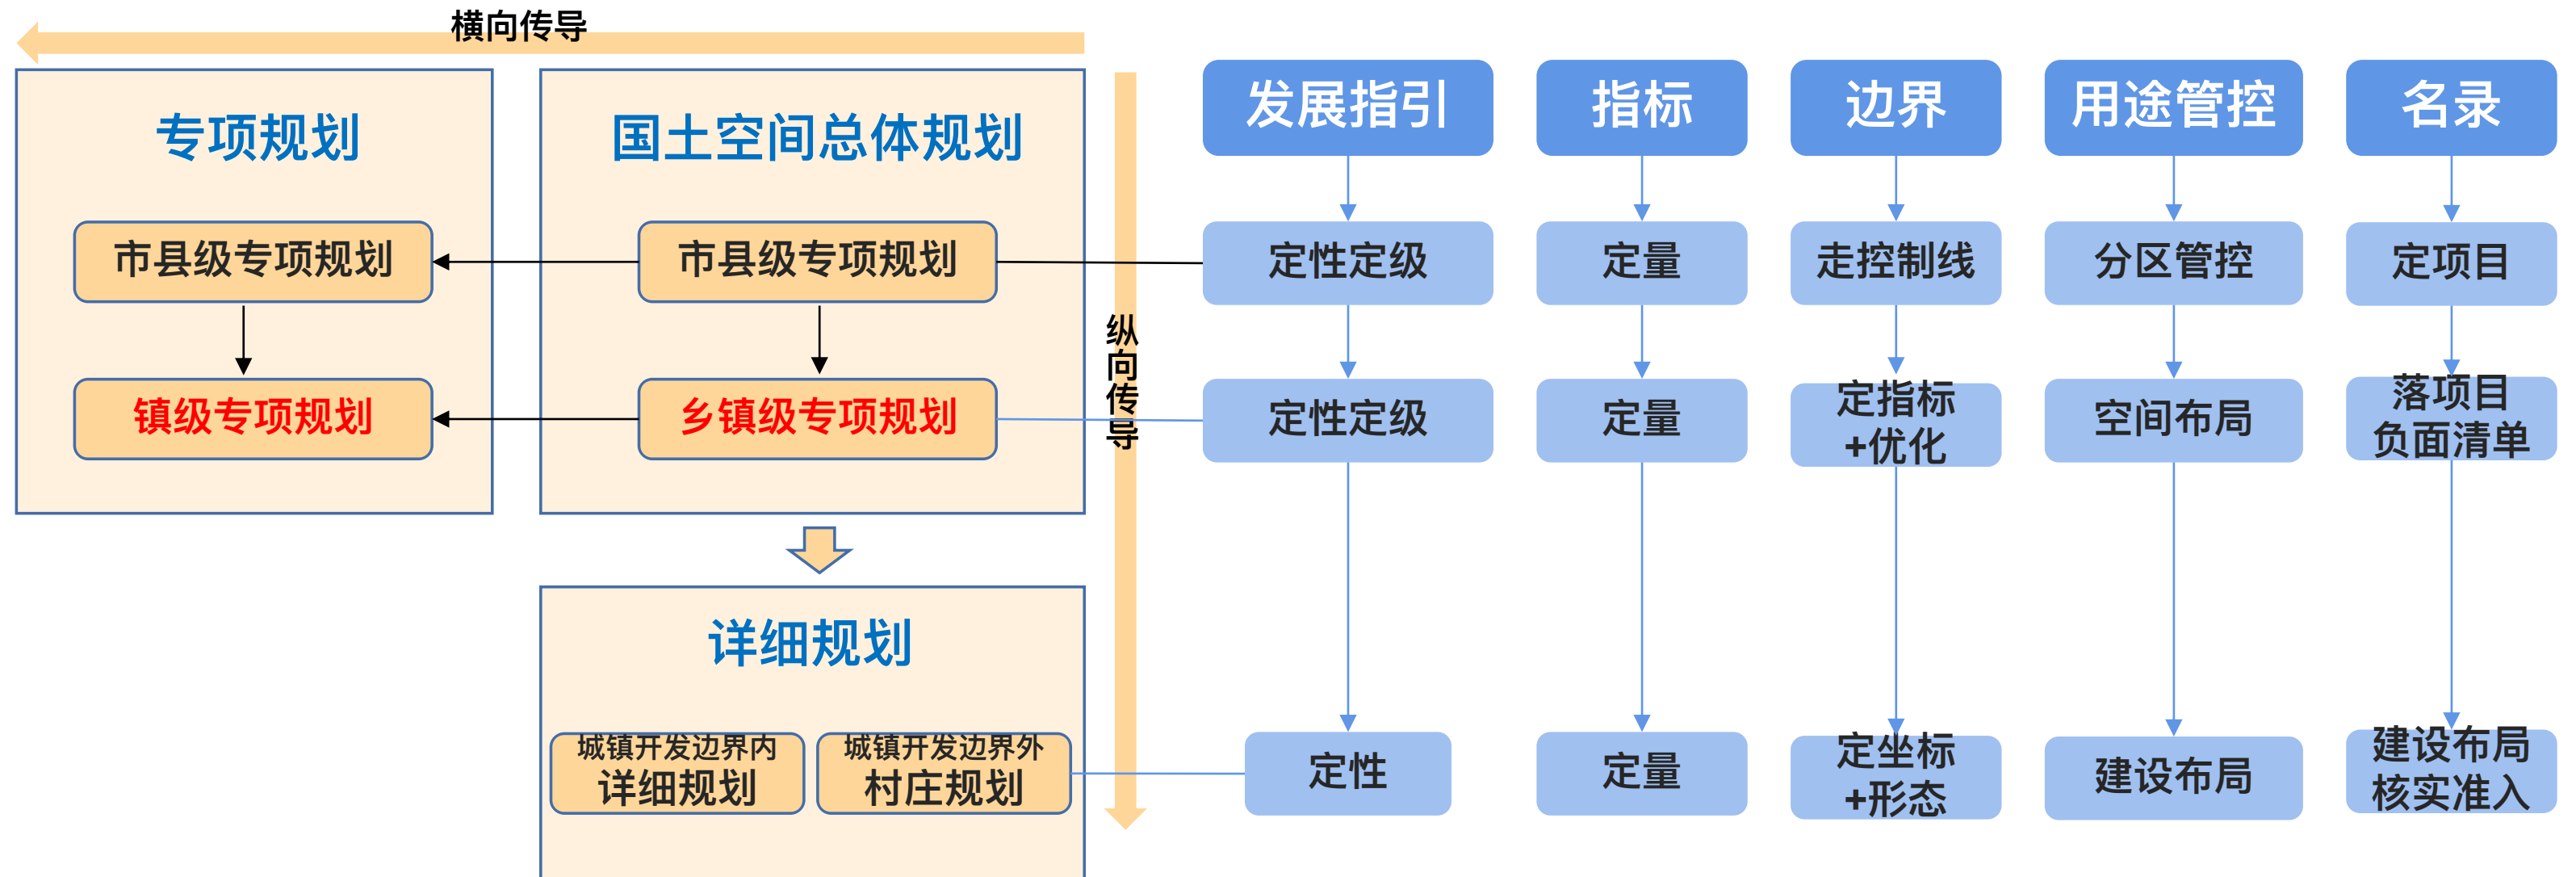 横向传导
专项规划
国土空间总体规划
发展指引
指标
边界
用途管控
名录
市县级专项规划
市县级专项规划
定性定级
定量
走控制线
分区管控
定项目
纵向传导
镇级专项规划
乡镇级专项规划
定性定级
定量
定指标
+优化
空间布局
落项目
负面清单
详细规划
城镇开发边界内
详细规划
城镇开发边界外
村庄规划
定性
定量
定坐标
+形态
建设布局
建设布局
核实准入